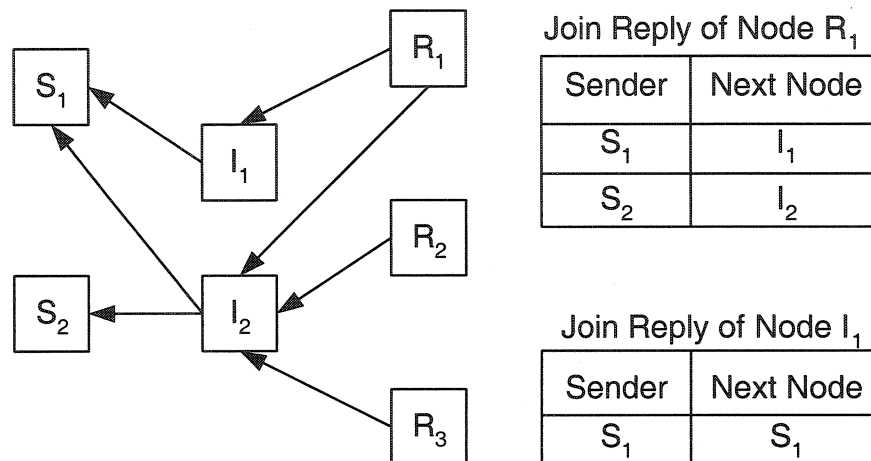 S₁
I₁
I₂
S₂
R₁
R₂
R₃
Join Reply of Node R₁
Sender Next Node
S₁ I₁
S₂ I₂
Join Reply of Node I₁
Sender Next Node
S₁ S₁